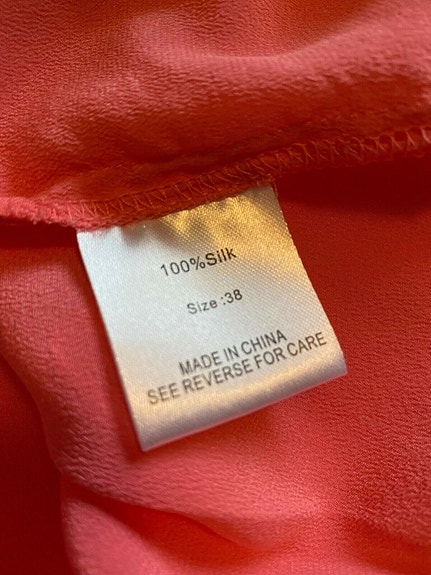 100%Silk
Size :38
MADE IN CHINA
SEE REVERSE FOR CARE